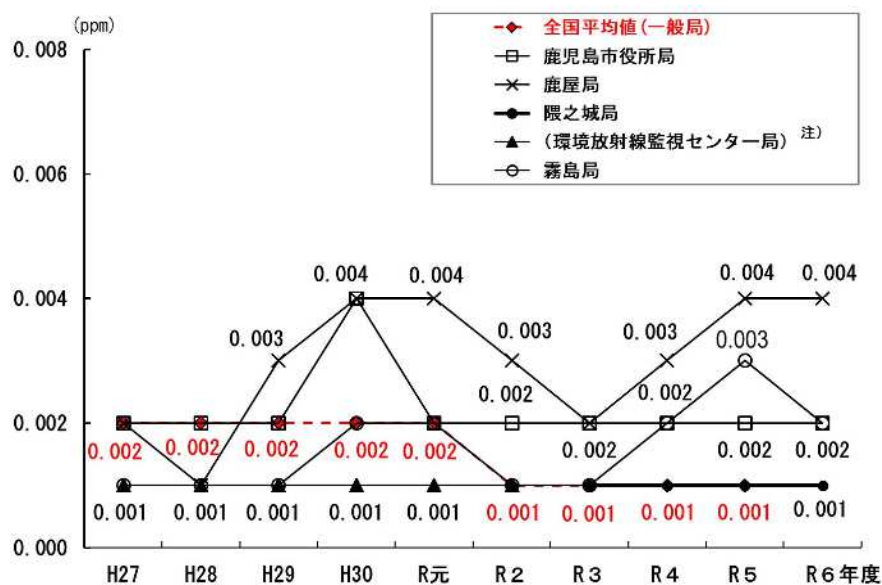 (ppm)
全国平均値(一般局)
鹿児島市役所局
鹿屋局
隈之城局
(環境放射線監視センター局) 注)
霧島局
0.008
0.006
0.004
0.002
0.000
0.004 0.004 0.004 0.004
0.003 0.003 0.003 0.003
0.002 0.002
0.002 0.002 0.002 0.002 0.002 0.002 0.002 0.002
0.001 0.001 0.001 0.001 0.001 0.001 0.001 0.001 0.001 0.001
H27 H28 H29 H30 R元 R2 R3 R4 R5 R6年度